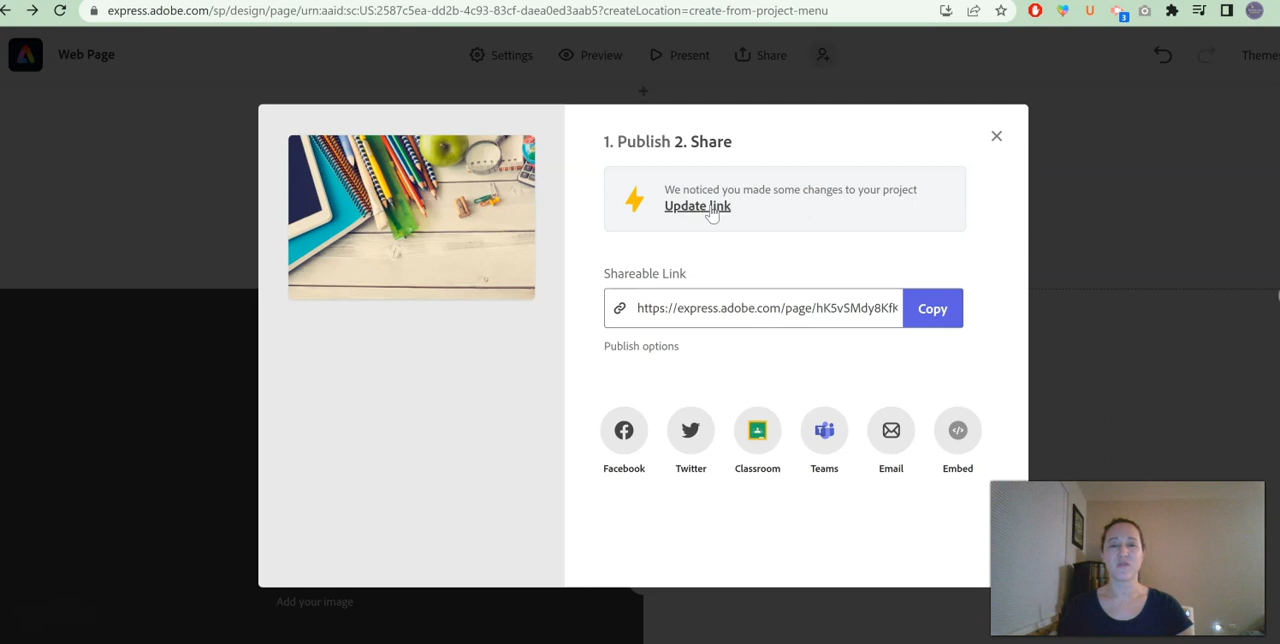 express.adobe.com/sp/design/page/urn:aaid:sc:US:2587c5ea-dd2b-4c93-83cf-daea0ed3aab5?createLocation=create-from-project-menu
3
Web Page
Settings
Preview
Present
Share
Theme
1. Publish 2. Share
We noticed you made some changes to your project
Update link
Shareable Link
https://express.adobe.com/page/hK5vSMdy8Kfk
Copy
Publish options
Facebook
Twitter
Classroom
Teams
Email
Embed
Add your image